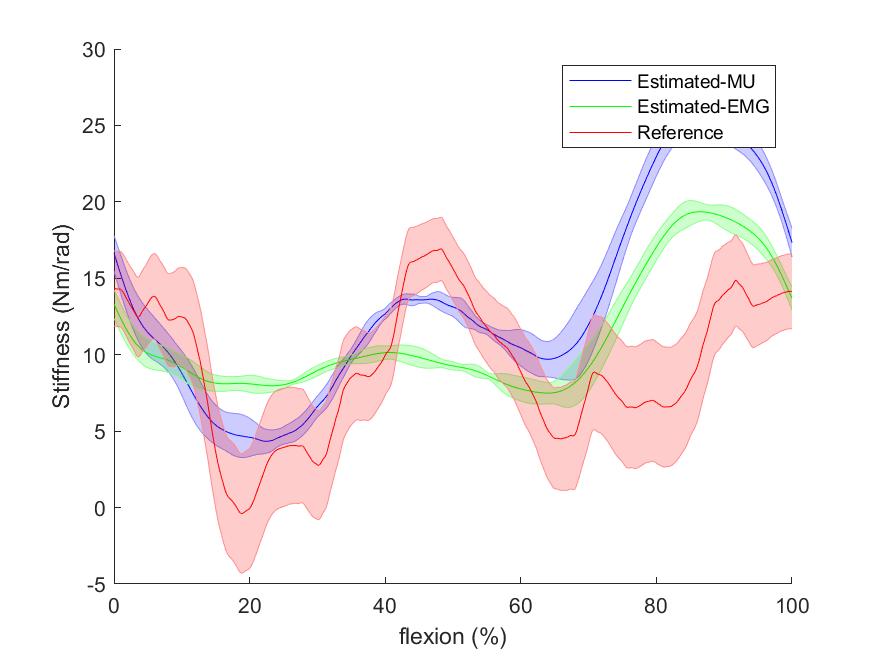 30
25
20
15
10
5
0
-5
Stiffness (Nm/rad)
0 20 40 60 80 100
flexion (%)
Estimated-MU
Estimated-EMG
Reference